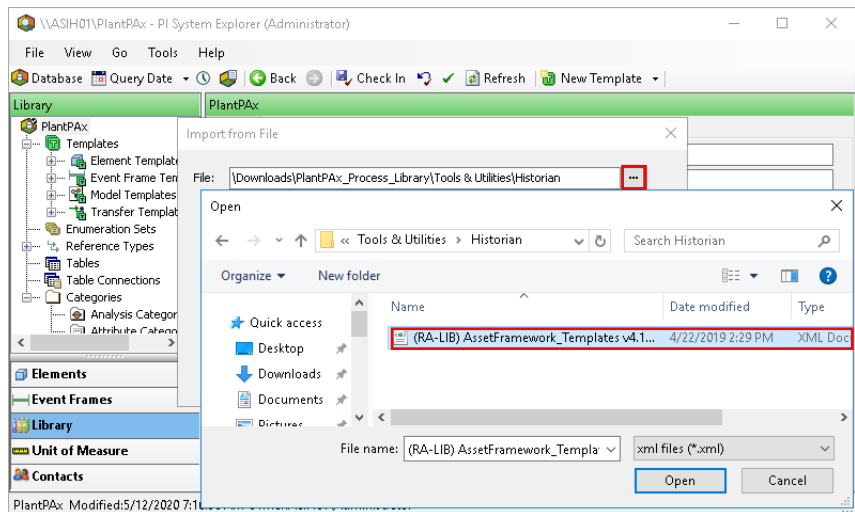 \\ASIH01\PlantPAx - PI System Explorer (Administrator)
File View Go Tools Help
Database Query Date Back Check In Refresh New Template
Library PlantPAx
PlantPAx
Templates
Element Template
Event Frame Tem
Model Templates
Transfer Templat
Enumeration Sets
Reference Types
Tables
Table Connections
Categories
Analysis Categor
Attribute Categor
Elements
Event Frames
Library
Unit of Measure
Contacts
PlantPAx Modified:5/12/2020
Import from File
File: \Downloads\PlantPAx_Process_Library\Tools & Utilities\Historian ...
Open
« Tools & Utilities > Historian Search Historian
Organize New folder
Quick access
Desktop
Downloads
Documents
Pictures
Name Date modified Type
(RA-LIB) AssetFramework_Templates v4.1... 4/22/2019 2:29 PM XML Doc
File name: (RA-LIB) AssetFramework_Templa xml files (*.xml)
Open Cancel